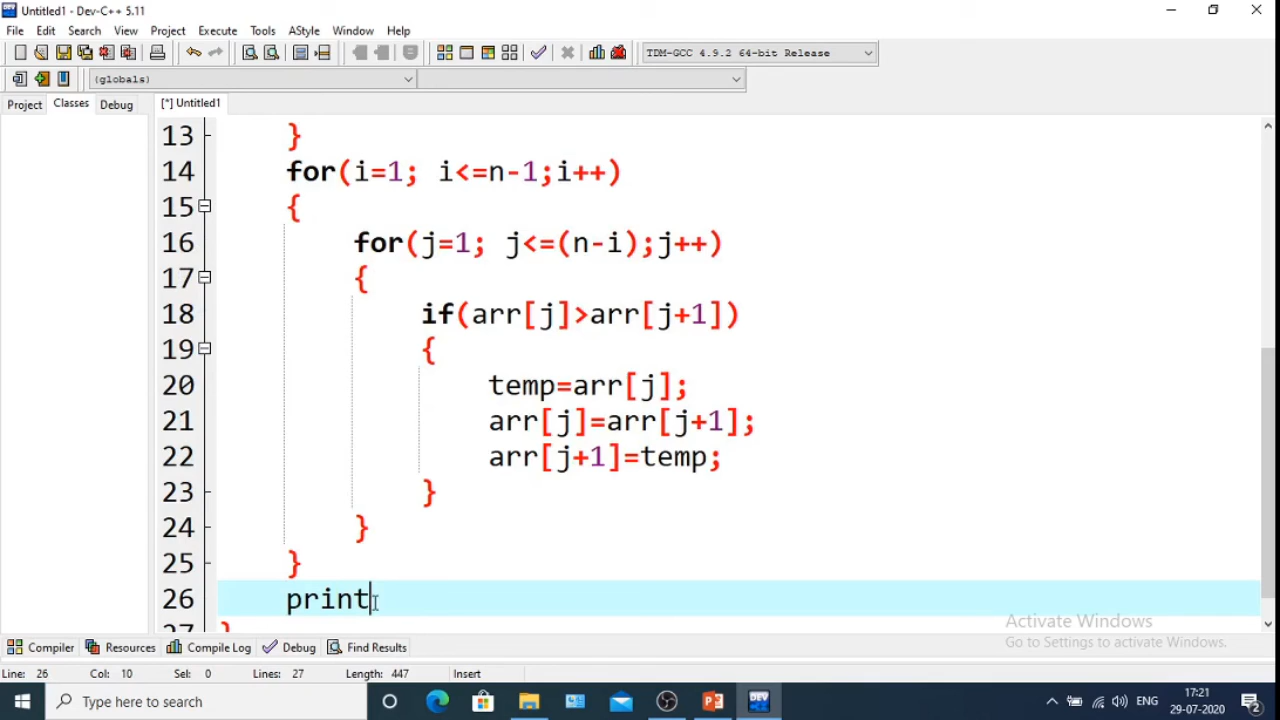 Untitled1 - Dev-C++ 5.11
File Edit Search View Project Execute Tools AStyle Window Help
TDM-GCC 4.9.2 64-bit Release
(globals)
Project Classes Debug [*] Untitled1
13 }
14 for(i=1; i<=n-1;i++)
15 {
16 for(j=1; j<=(n-i);j++)
17 {
18 if(arr[j]>arr[j+1])
19 {
20 temp=arr[j];
21 arr[j]=arr[j+1];
22 arr[j+1]=temp;
23 }
24 }
25 }
26 print
27 }
Activate Windows
Go to Settings to activate Windows.
Compiler Resources Compile Log Debug Find Results
Line: 26 Col: 10 Sel: 0 Lines: 27 Length: 447 Insert
Type here to search
DEV
ENG
17:21
29-07-2020
2